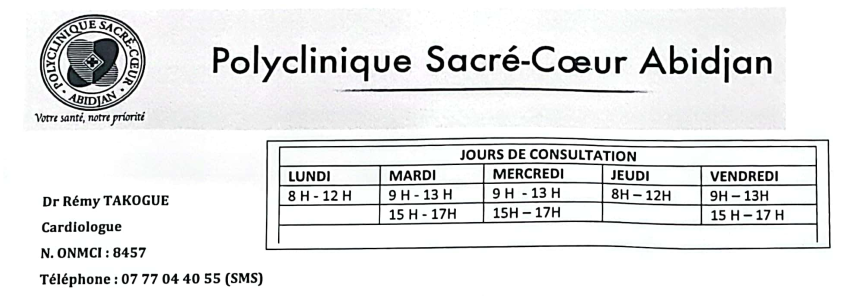 POLYCLINIQUE SACRÉ-CŒUR
ABIDJAN
Votre santé, notre priorité
Polyclinique Sacré-Cœur Abidjan
JOURS DE CONSULTATION
LUNDI MARDI MERCREDI JEUDI VENDREDI
8 H - 12 H 9 H - 13 H 9 H - 13 H 8H – 12H 9H – 13H
15 H - 17H 15H – 17H 15 H – 17 H
Dr Rémy TAKOGUE
Cardiologue
N. ONMCI : 8457
Téléphone : 07 77 04 40 55 (SMS)